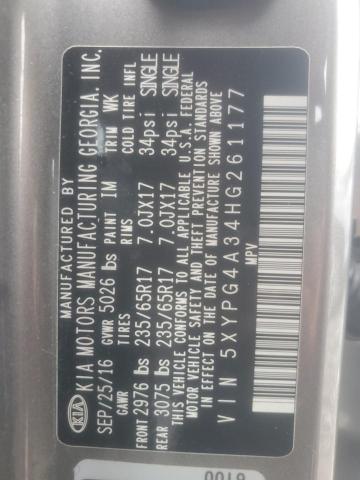 MANUFACTURED BY
KIA KIA MOTORS MANUFACTURING GEORGIA, INC.
SEP/25/16 GVWR 5026 lbs PAINT IM TRIM WK
GAWR TIRES RIMS COLD TIRE INFL
FRONT 2976 lbs 235/65R17 7.0JX17 34psi SINGLE
REAR 3075 lbs 235/65R17 7.0JX17 34psi SINGLE
THIS VEHICLE CONFORMS TO ALL APPLICABLE U.S.A. FEDERAL
MOTOR VEHICLE SAFETY AND THEFT PREVENTION STANDARDS
IN EFFECT ON THE DATE OF MANUFACTURE SHOWN ABOVE
VIN 5XYPG4A34HG261177
MPV